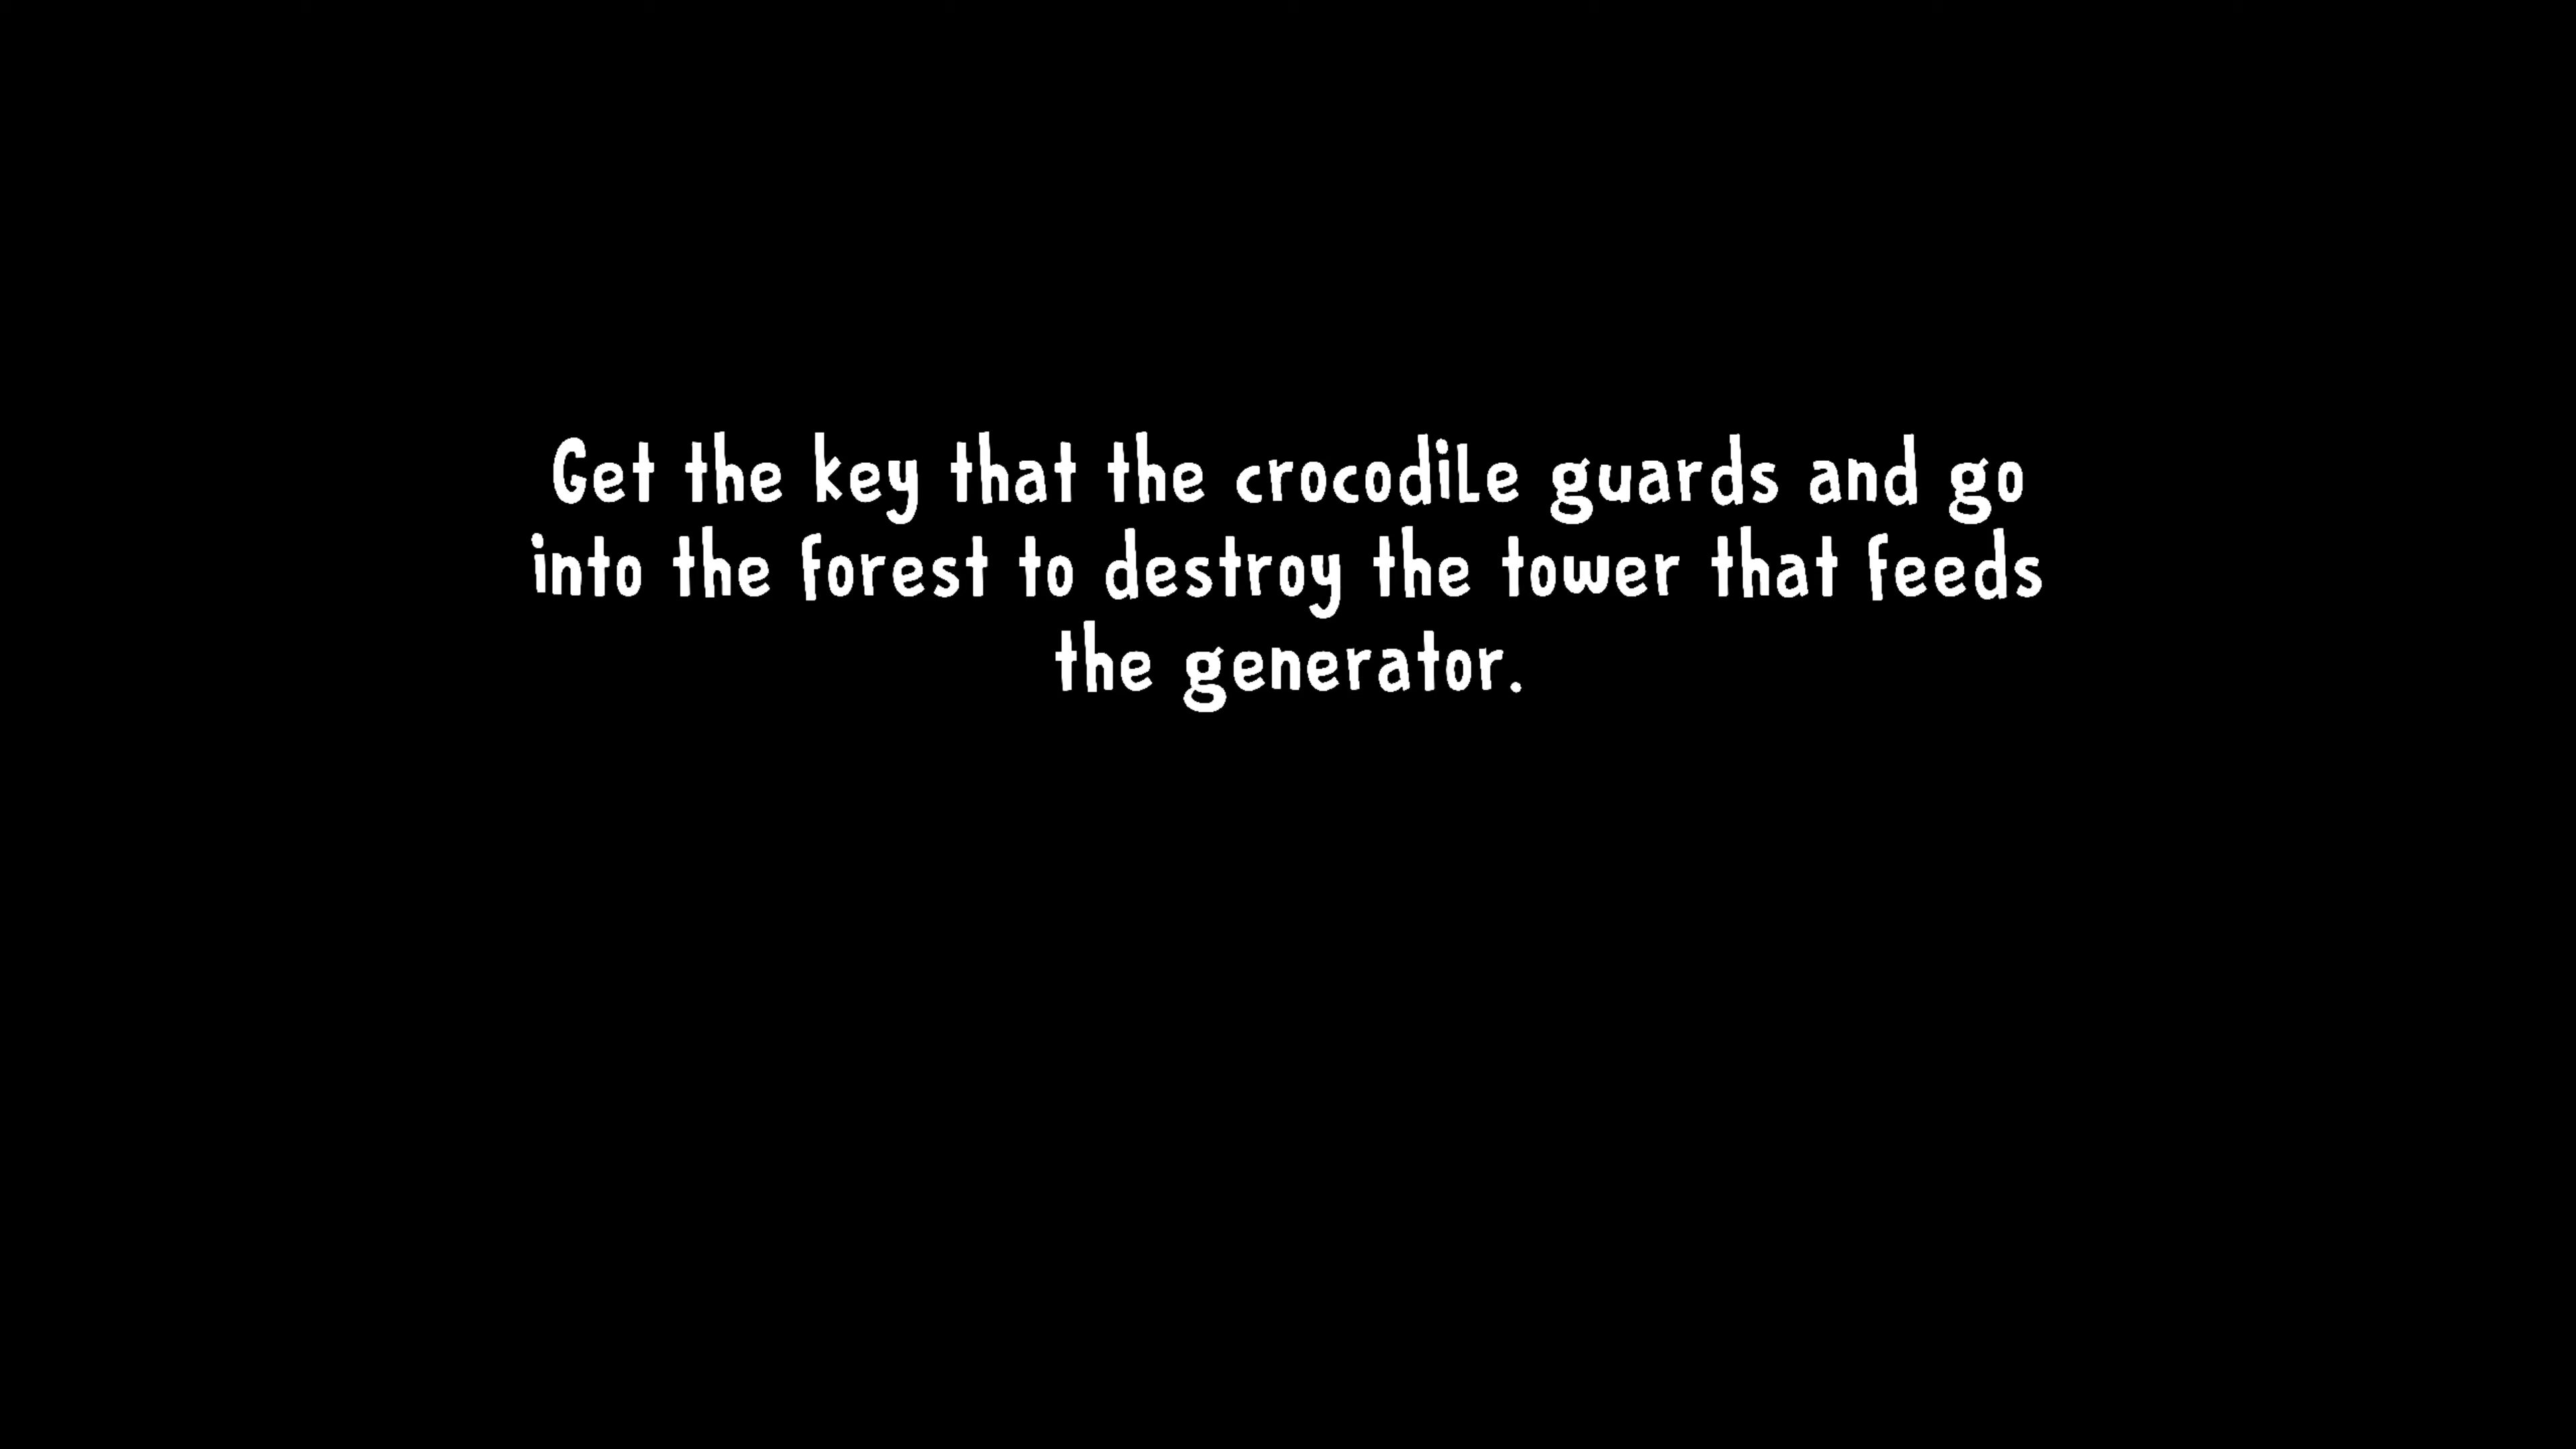 Get the key that the crocodile guards and go
into the forest to destroy the tower that feeds
the generator.